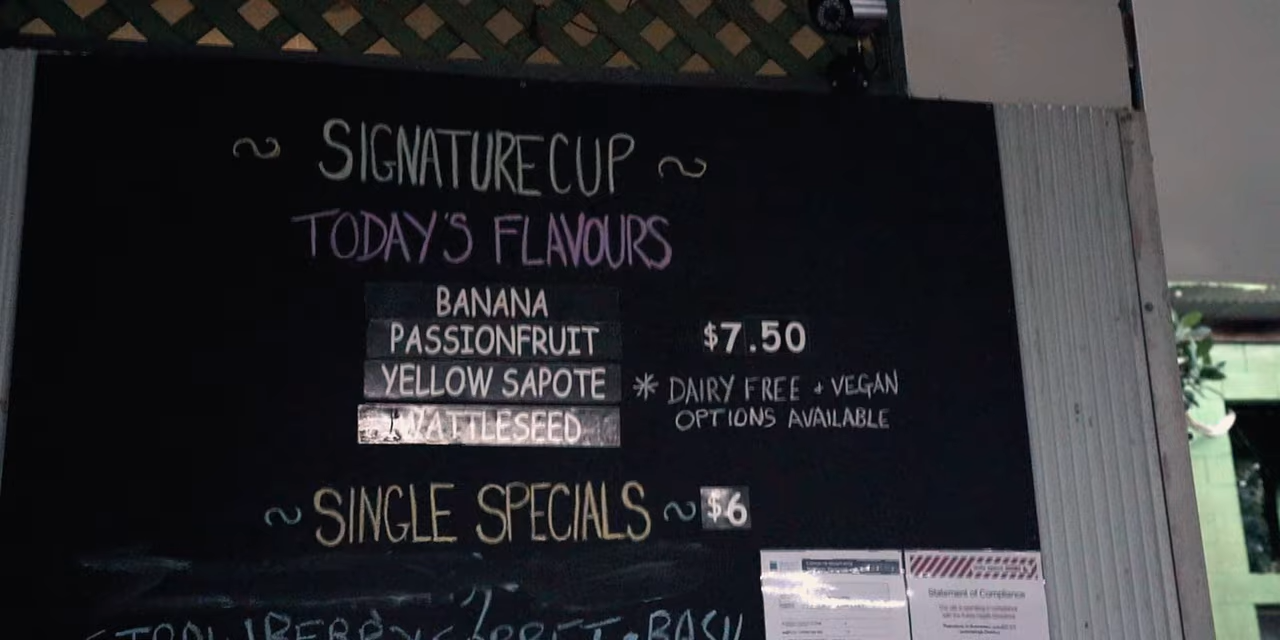 ~ SIGNATURE CUP ~
TODAY'S FLAVOURS
BANANA
PASSIONFRUIT
$7.50
YELLOW SAPOTE
* DAIRY FREE + VEGAN
OPTIONS AVAILABLE
WATTLESEED
~ SINGLE SPECIALS ~ $6
Statement of Compliance